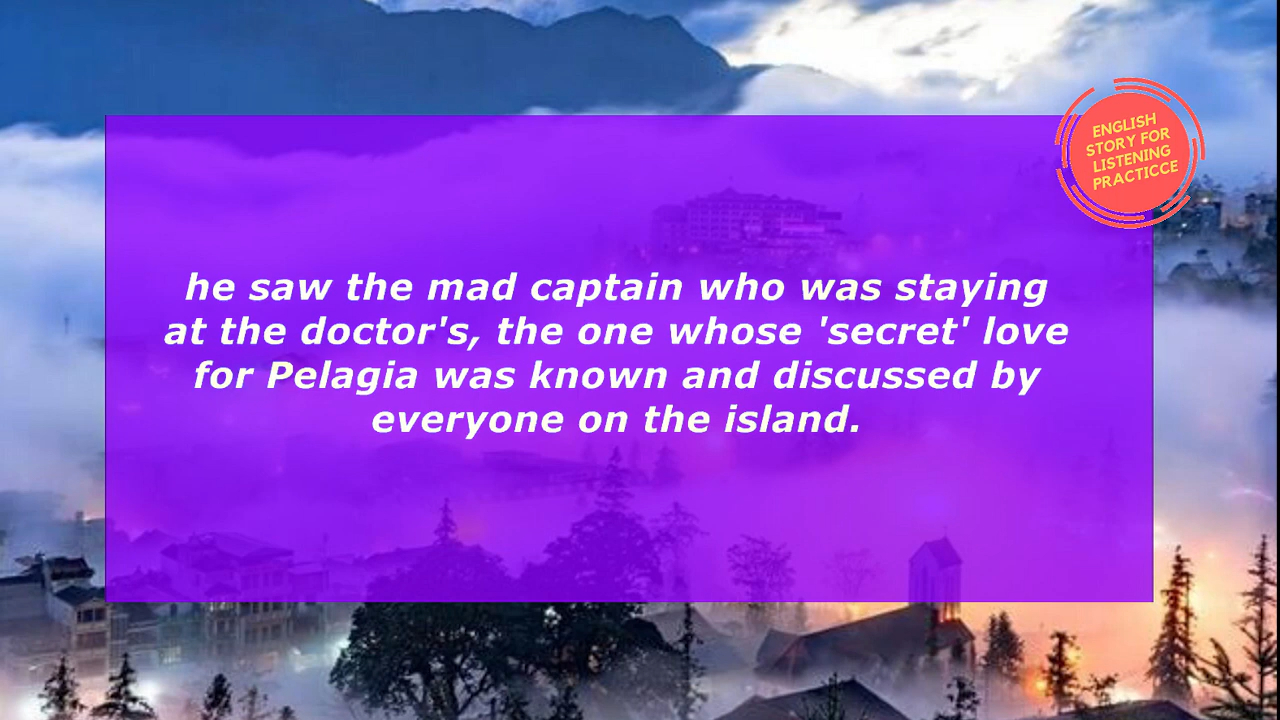 ENGLISH
STORY FOR
LISTENING
PRACTICCE
he saw the mad captain who was staying
at the doctor's, the one whose 'secret' love
for Pelagia was known and discussed by
everyone on the island.